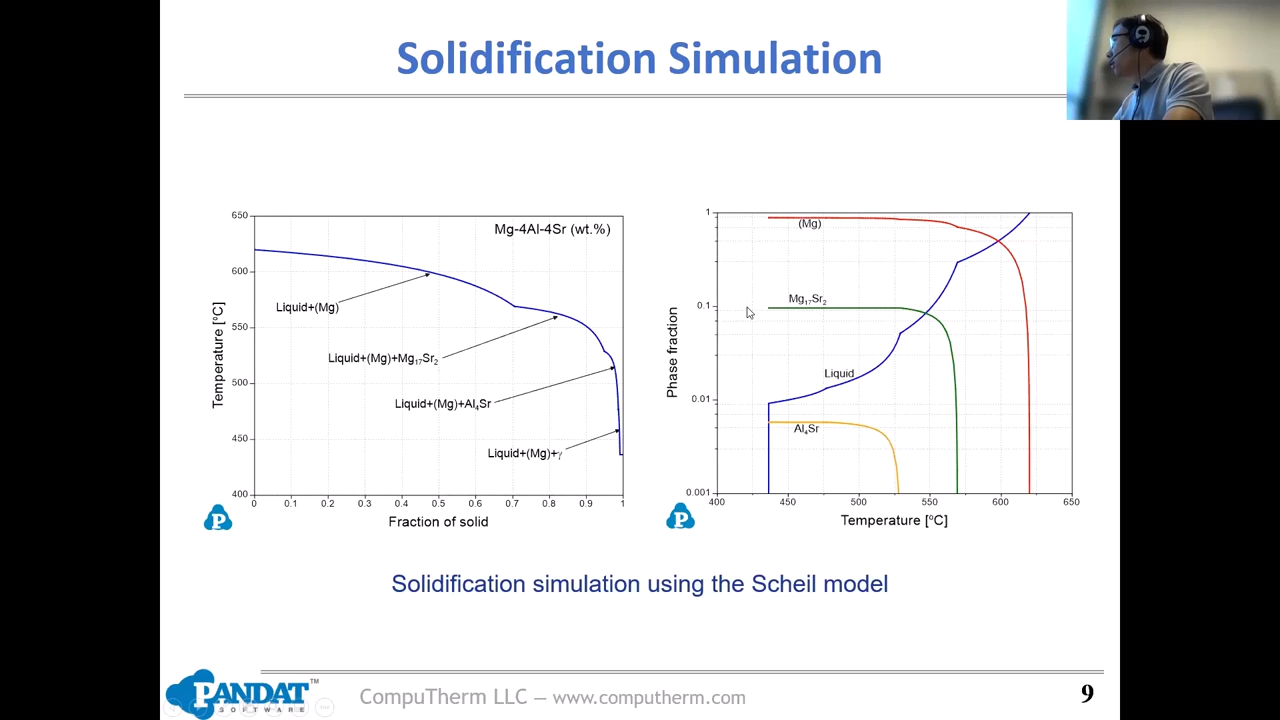 Solidification Simulation
Mg-4Al-4Sr (wt.%)
Temperature [°C]
650
600
550
500
450
400
Liquid+(Mg)
Liquid+(Mg)+Mg₁₇Sr₂
Liquid+(Mg)+Al₄Sr
Liquid+(Mg)+γ
0 0.1 0.2 0.3 0.4 0.5 0.6 0.7 0.8 0.9 1
Fraction of solid
P
Phase fraction
1
0.1
0.01
0.001
(Mg)
Mg₁₇Sr₂
Liquid
Al₄Sr
400 450 500 550 600 650
Temperature [°C]
P
Solidification simulation using the Scheil model
PANDAT™
SOFTWARE
CompuTherm LLC – www.computherm.com
9